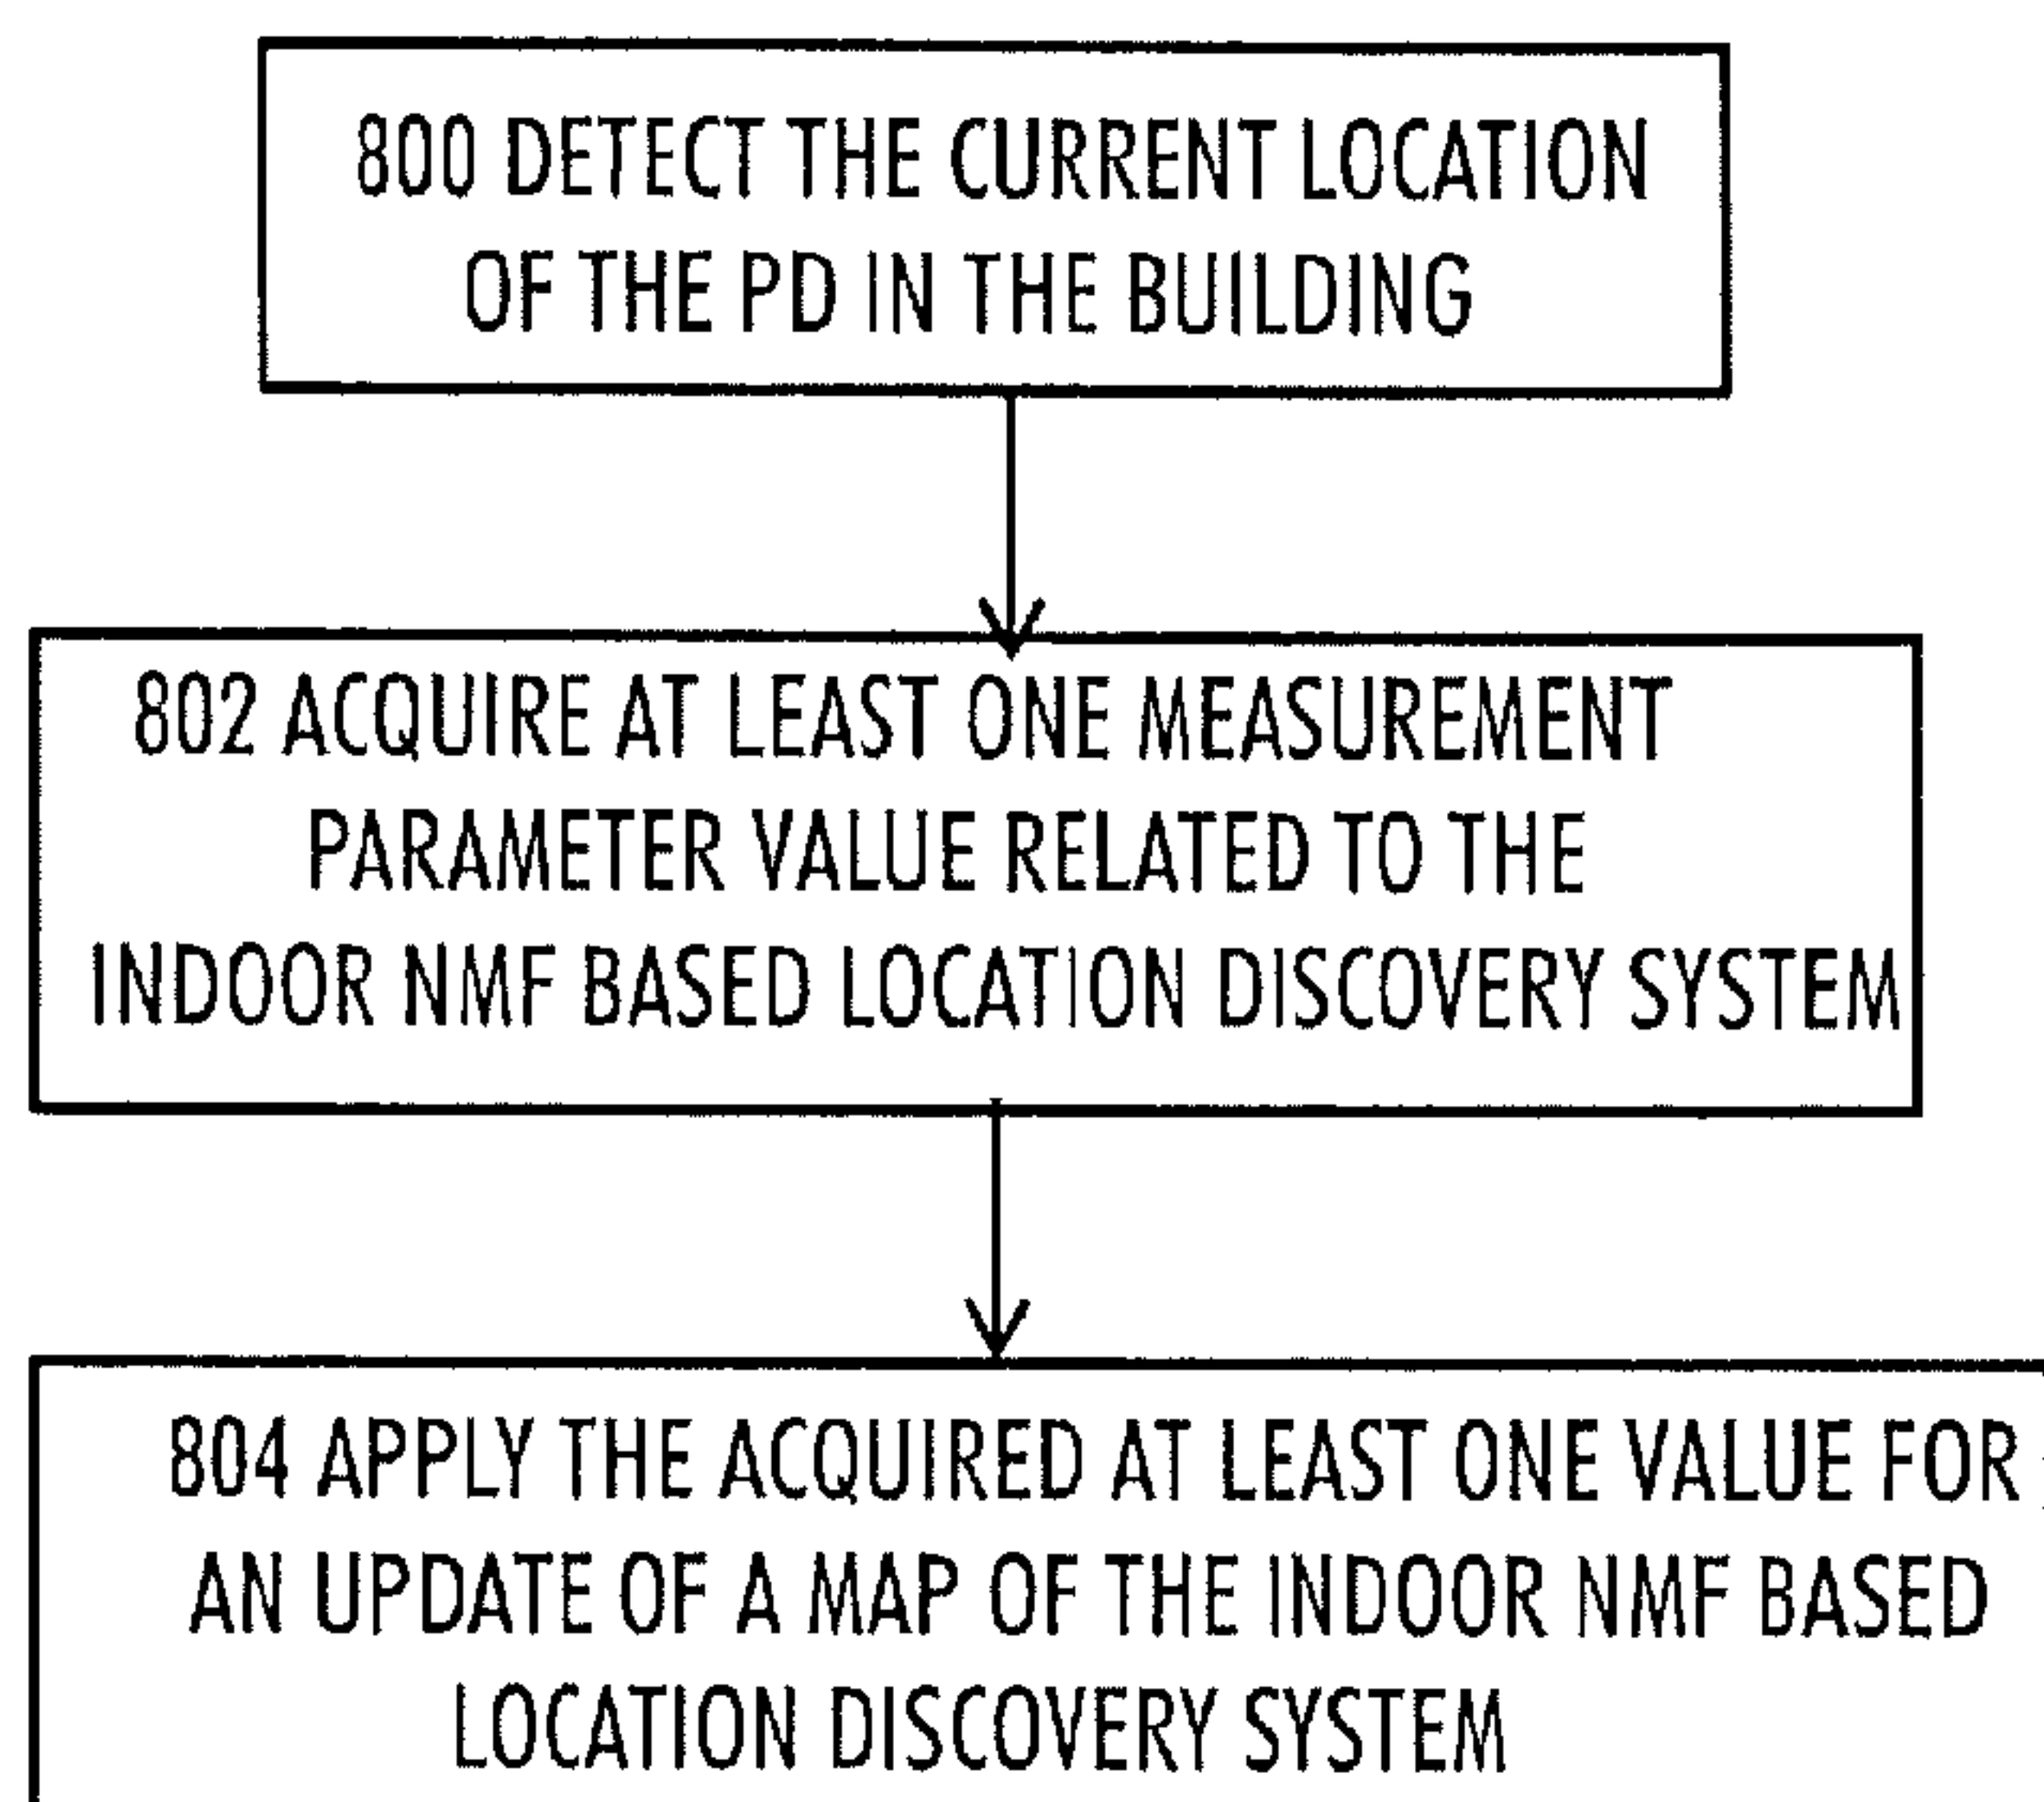 800 DETECT THE CURRENT LOCATION
OF THE PD IN THE BUILDING
802 ACQUIRE AT LEAST ONE MEASUREMENT
PARAMETER VALUE RELATED TO THE
INDOOR NMF BASED LOCATION DISCOVERY SYSTEM
804 APPLY THE ACQUIRED AT LEAST ONE VALUE FOR
AN UPDATE OF A MAP OF THE INDOOR NMF BASED
LOCATION DISCOVERY SYSTEM